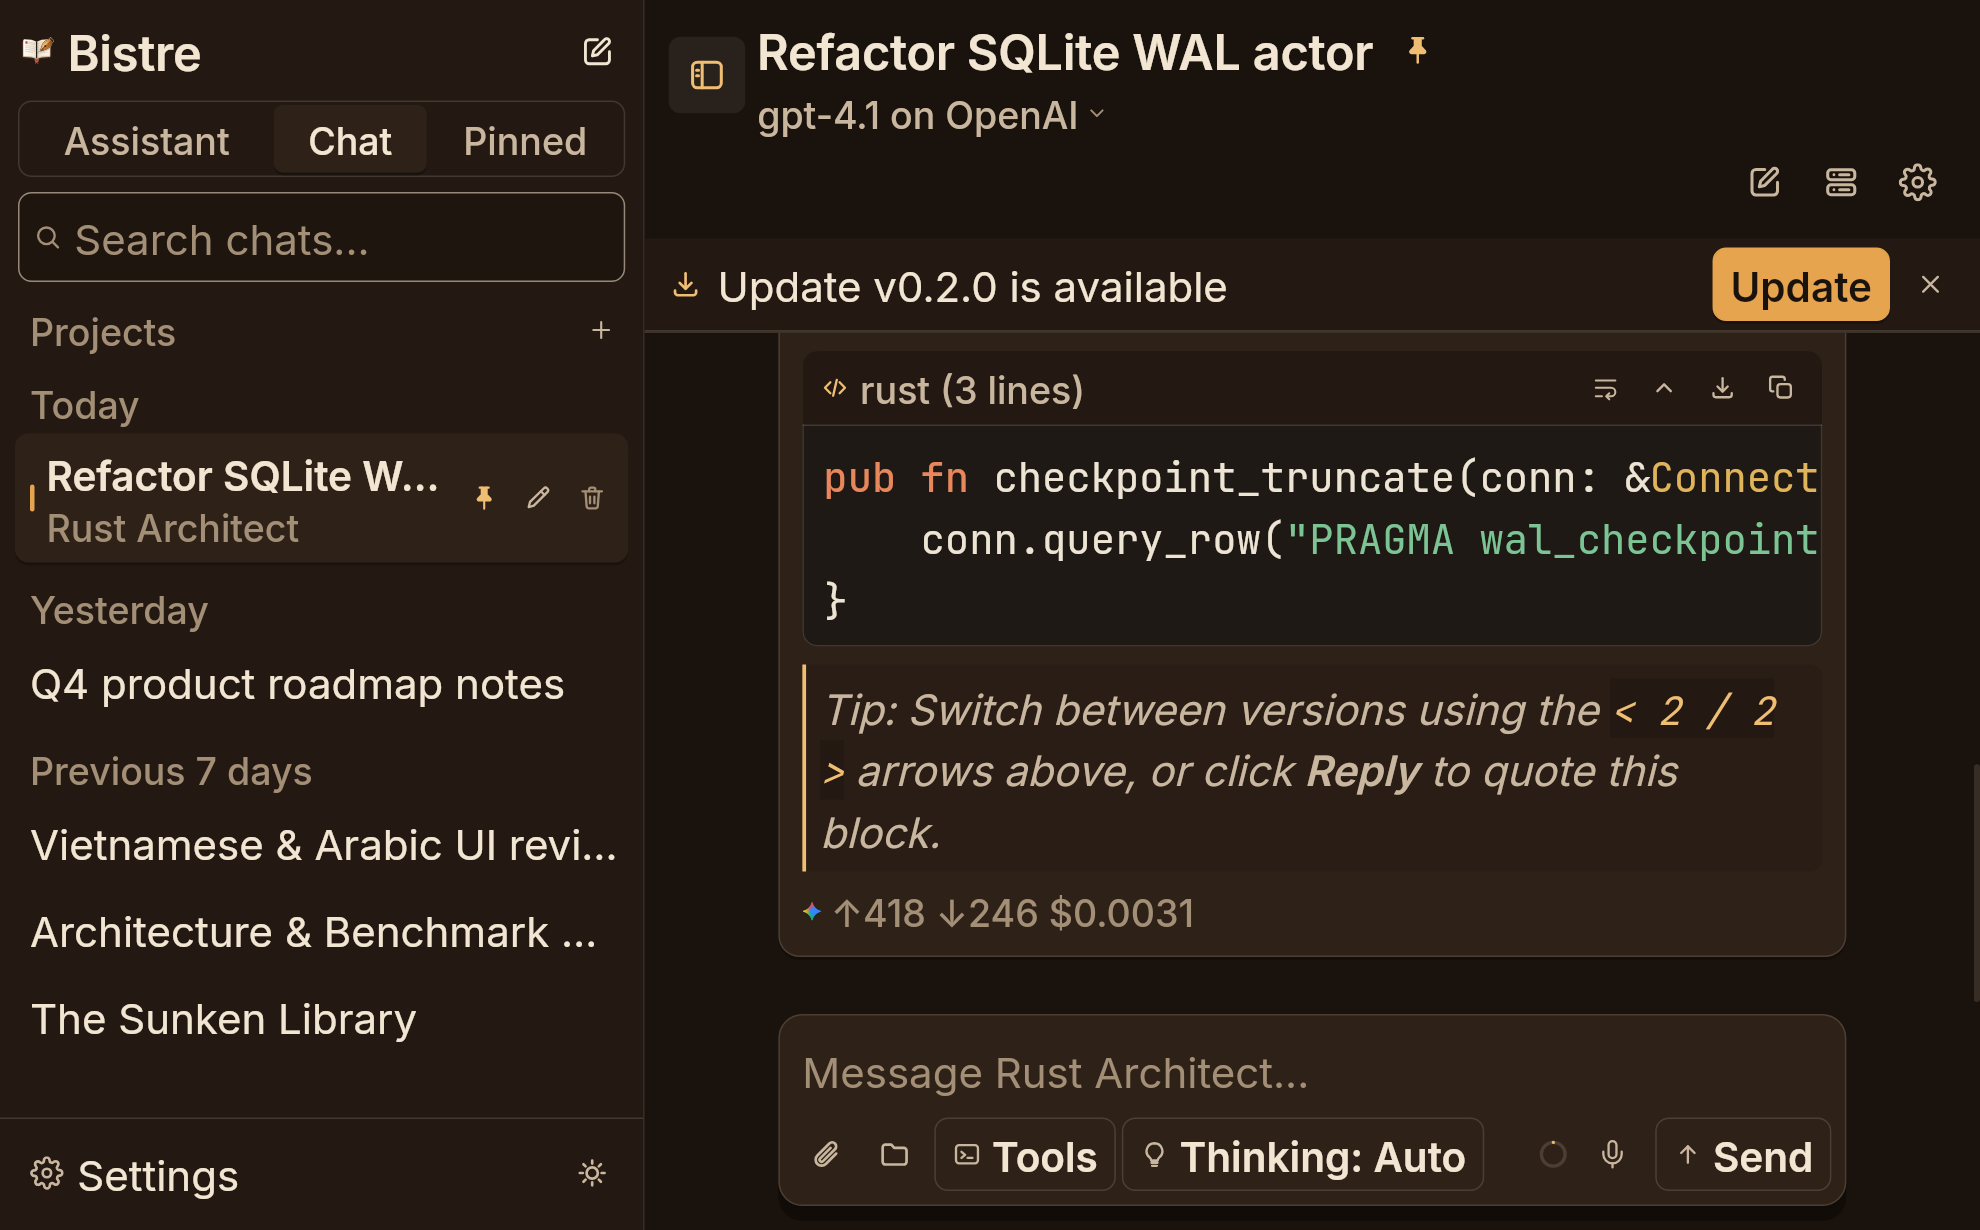 Bistre
Assistant Chat Pinned
Search chats...
Projects
Today
Refactor SQLite W...
Rust Architect
Yesterday
Q4 product roadmap notes
Previous 7 days
Vietnamese & Arabic UI revi...
Architecture & Benchmark ...
The Sunken Library
Settings
Refactor SQLite WAL actor
gpt-4.1 on OpenAI
Update v0.2.0 is available
Update
rust (3 lines)
pub fn checkpoint_truncate(conn: &Connect
conn.query_row("PRAGMA wal_checkpoint
}
Tip: Switch between versions using the < 2 / 2
> arrows above, or click Reply to quote this
block.
↑418 ↓246 $0.0031
Message Rust Architect...
Tools Thinking: Auto Send